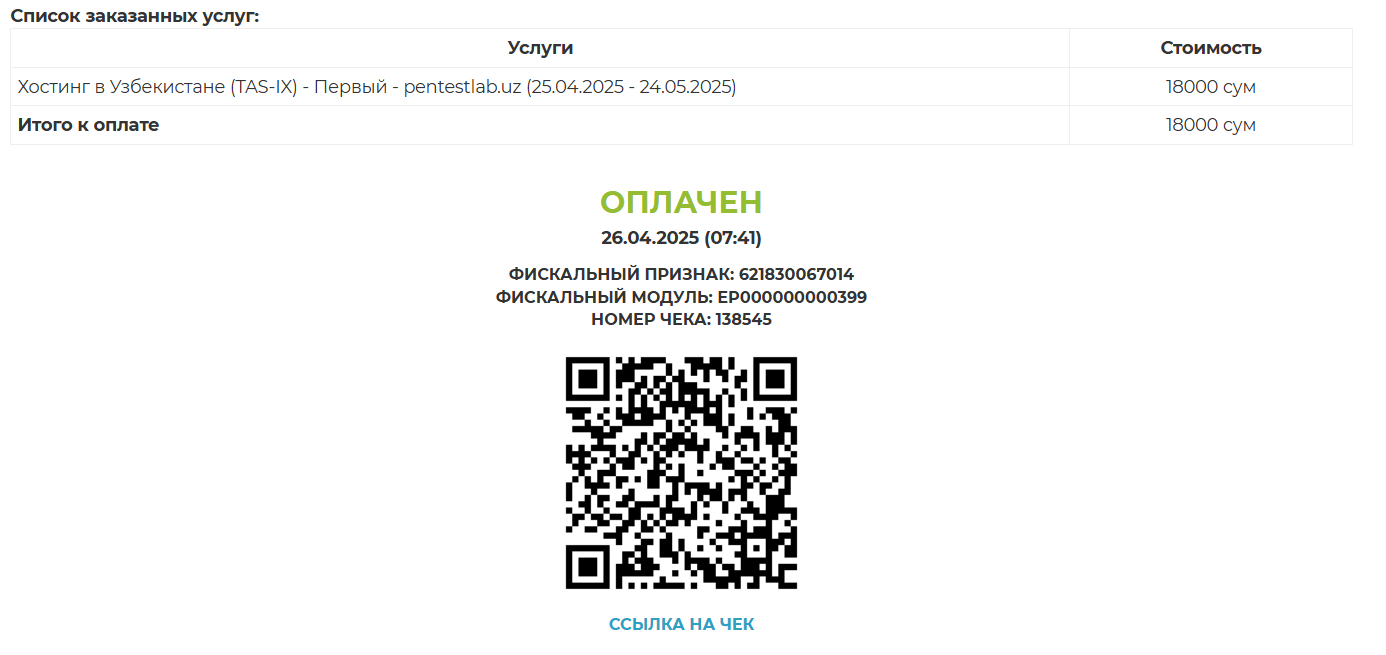 Список заказанных услуг:
Услуги Стоимость
Хостинг в Узбекистане (TAS-IX) - Первый - pentestlab.uz (25.04.2025 - 24.05.2025) 18000 сум
Итого к оплате 18000 сум
ОПЛАЧЕН
26.04.2025 (07:41)
ФИСКАЛЬНЫЙ ПРИЗНАК: 621830067014
ФИСКАЛЬНЫЙ МОДУЛЬ: EP000000000399
НОМЕР ЧЕКА: 138545
ССЫЛКА НА ЧЕК